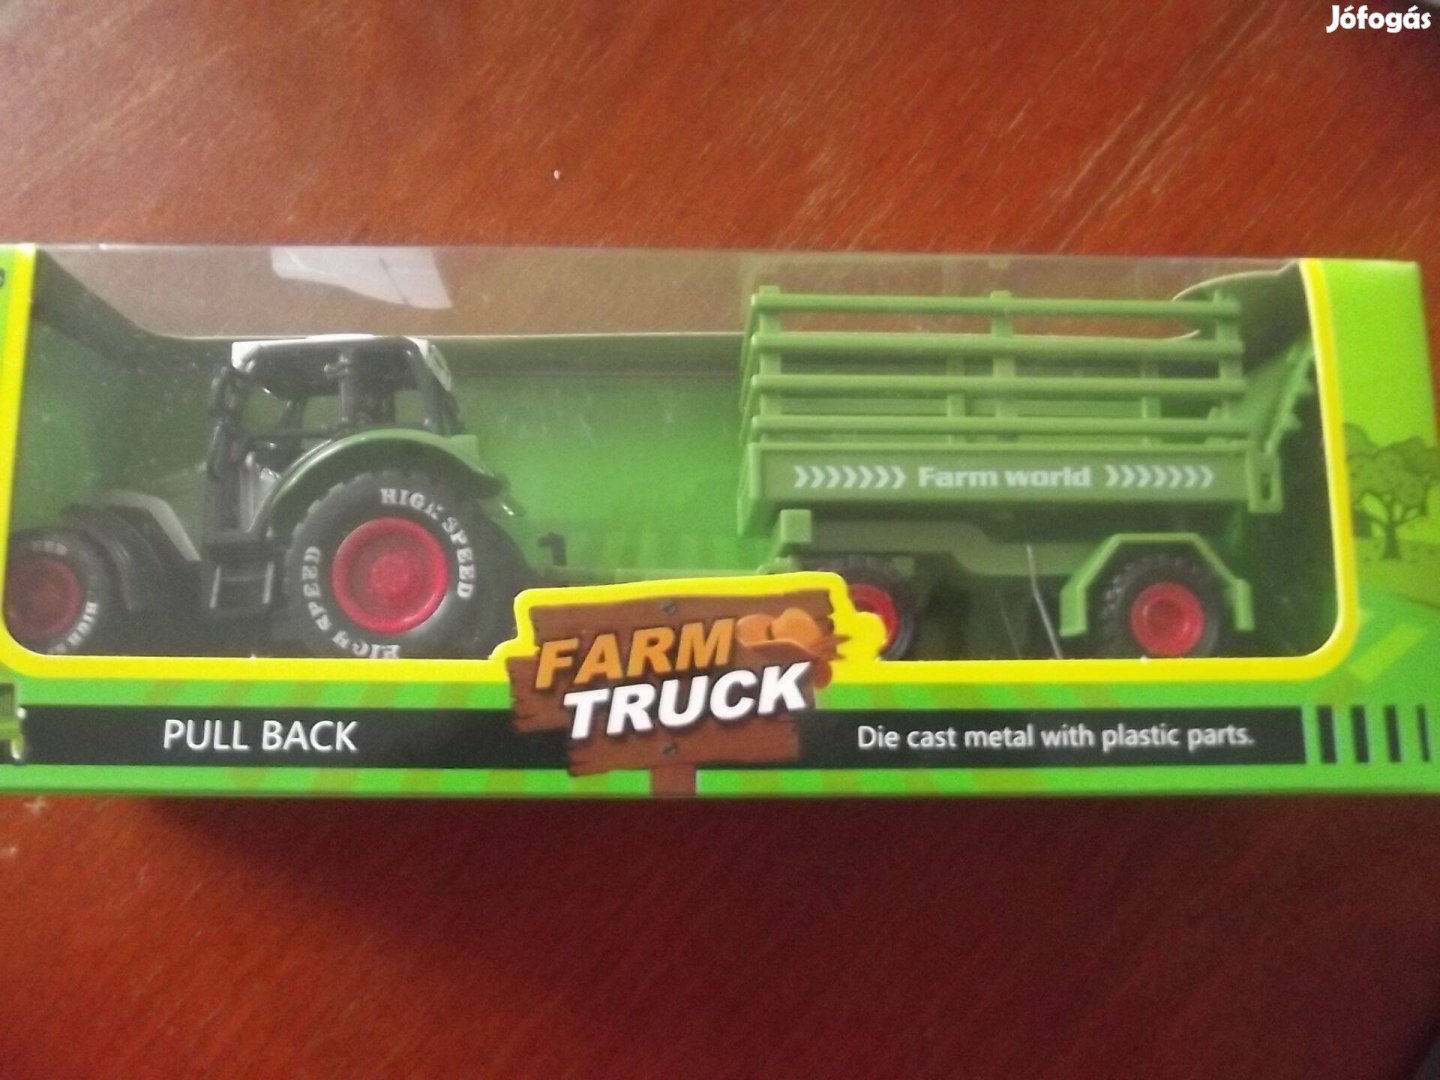 Jófogás
Farm world
HIGH SPEED
HIGH SPEED
FARM
TRUCK
PULL BACK
Die cast metal with plastic parts.